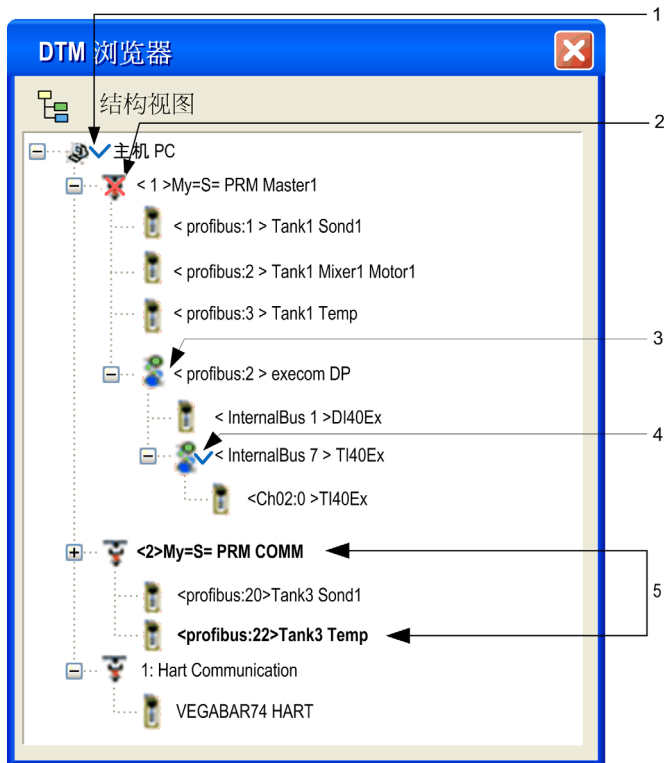 1
DTM 浏览器
结构视图
2
主机 PC
< 1 >My=S= PRM Master1
< profibus:1 > Tank1 Sond1
< profibus:2 > Tank1 Mixer1 Motor1
< profibus:3 > Tank1 Temp
3
< profibus:2 > execom DP
< InternalBus 1 >DI40Ex
4
< InternalBus 7 > TI40Ex
<Ch02:0 >TI40Ex
<2>My=S= PRM COMM
5
<profibus:20>Tank3 Sond1
<profibus:22>Tank3 Temp
1: Hart Communication
VEGABAR74 HART